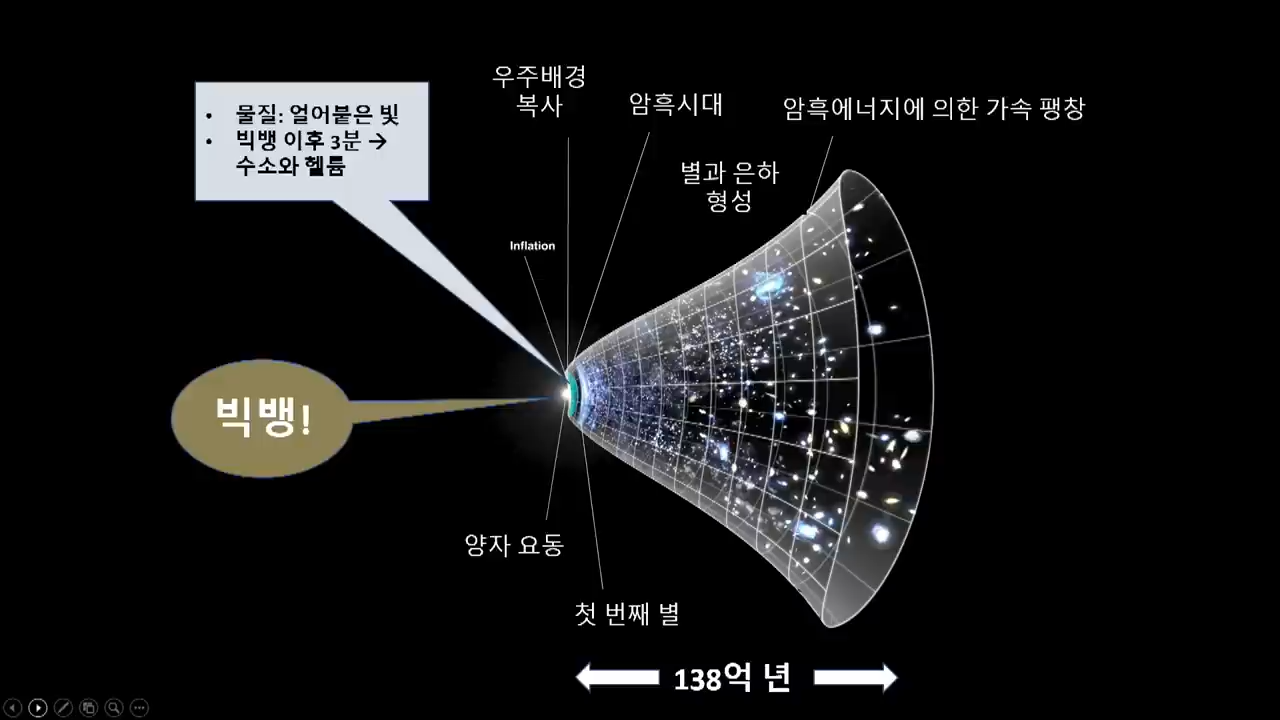 우주배경
복사
암흑시대
암흑에너지에 의한 가속 팽창
• 물질: 얼어붙은 빛
• 빅뱅 이후 3분 →
수소와 헬륨
별과 은하
형성
Inflation
빅뱅!
양자 요동
첫 번째 별
138억 년